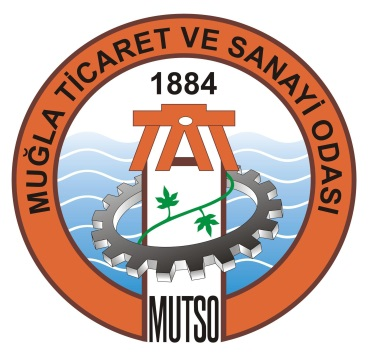 MUĞLA TİCARET VE SANAYİ ODASI
1884
MUTSO